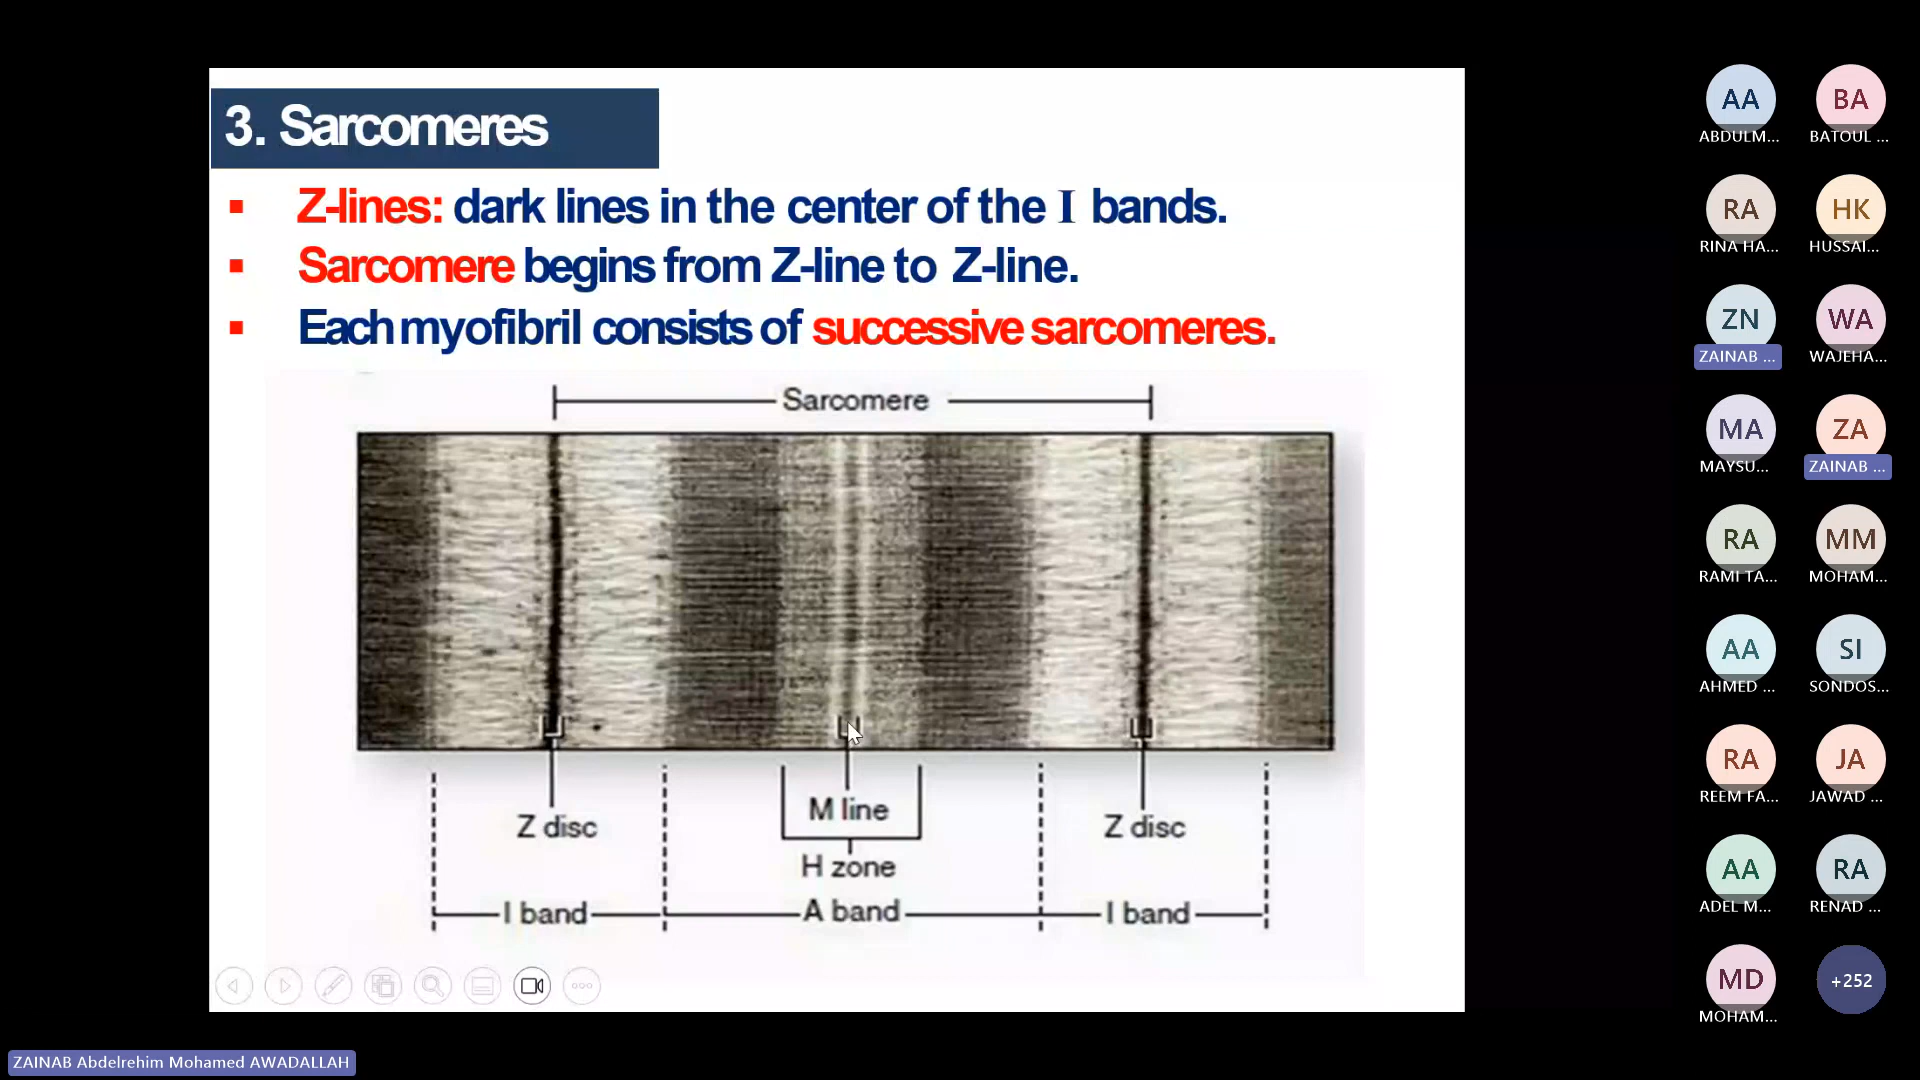 3. Sarcomeres
▪ Z-lines: dark lines in the center of the I bands.
▪ Sarcomere begins from Z-line to Z-line.
▪ Each myofibril consists of successive sarcomeres.
Sarcomere
Z disc
M line
Z disc
H zone
I band
A band
I band
AA
BA
ABDULM...
BATOUL ...
RA
HK
RINA HA...
HUSSAI...
ZN
WA
ZAINAB ...
WAJEHA...
MA
ZA
MAYSU...
ZAINAB ...
RA
MM
RAMI TA...
MOHAM...
AA
SI
AHMED ...
SONDOS...
RA
JA
REEM FA...
JAWAD ...
AA
RA
ADEL M...
RENAD ...
MD
+252
MOHAM...
ZAINAB Abdelrehim Mohamed AWADALLAH